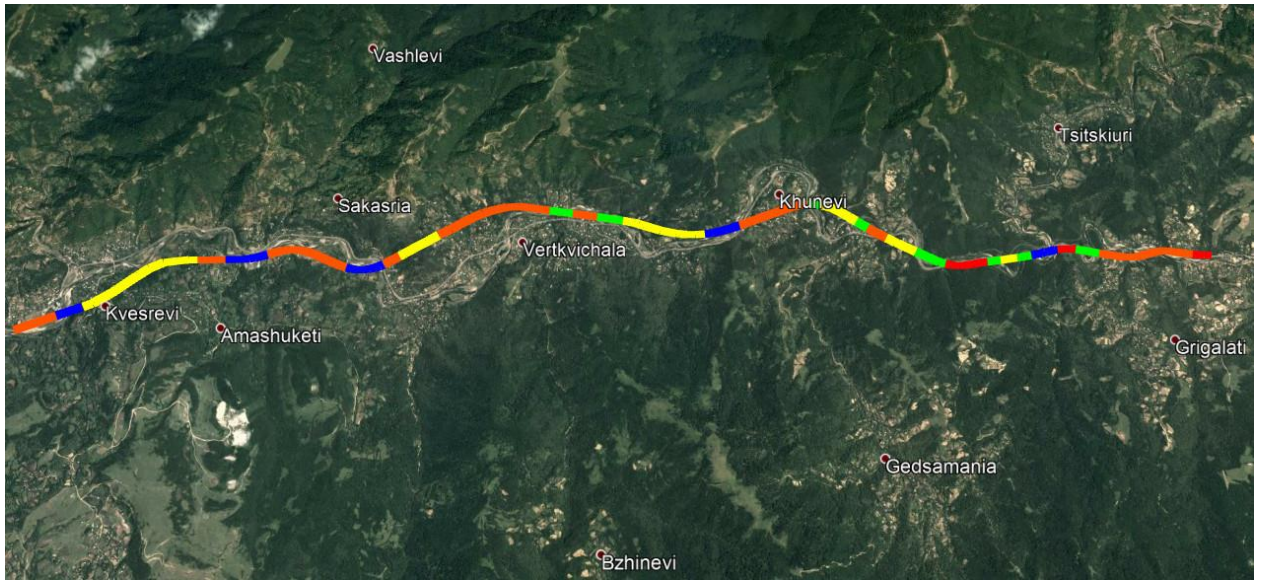 Vashlevi
Tsitskiuri
Sakasria
Khunevi
Vertkvichala
Kvesrevi
Amashuketi
Grigalati
Gedsamania
Bzhinevi